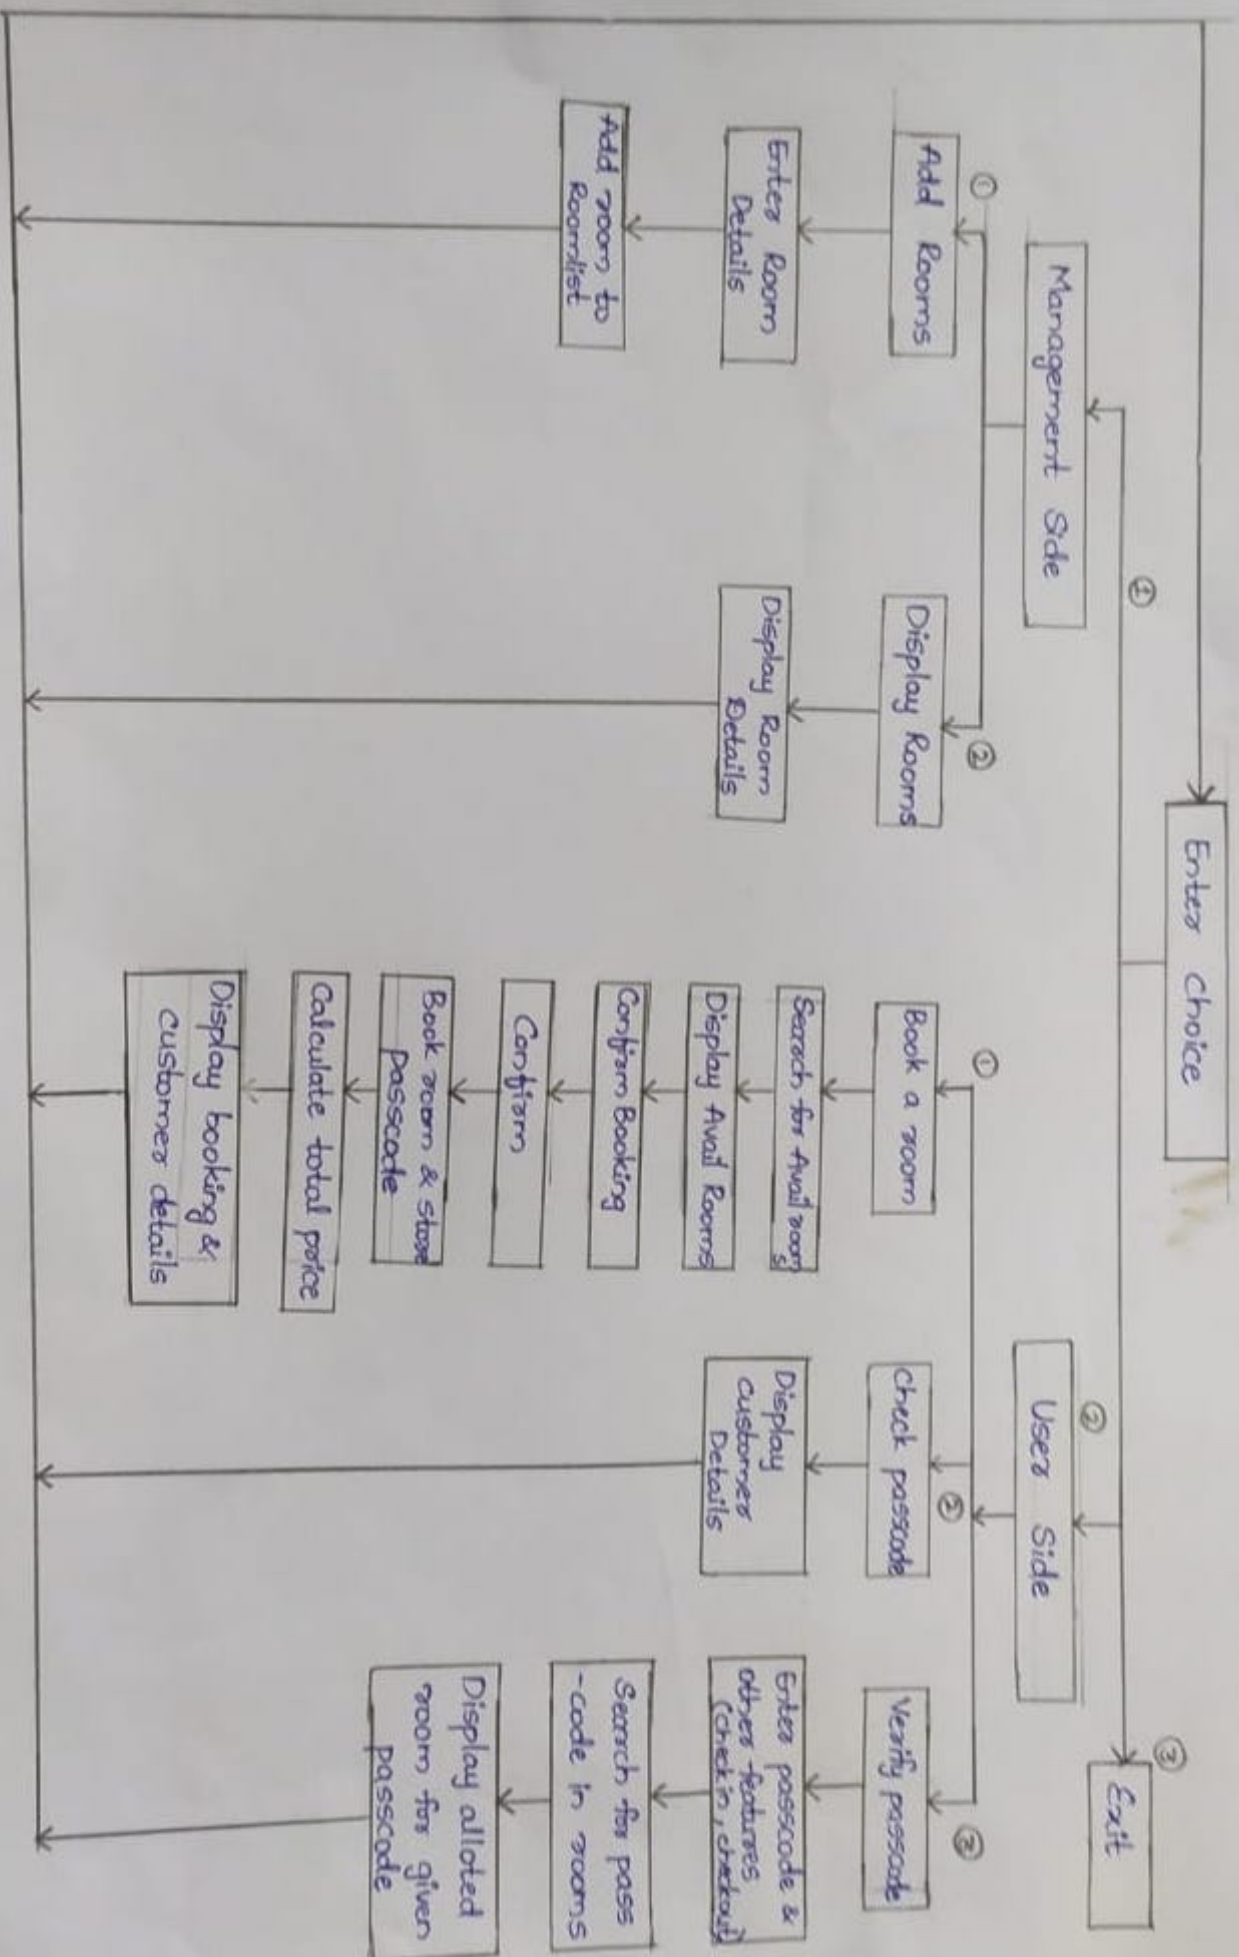 Enter Choice
①
②
③
Management Side
User Side
Exit
①
②
①
②
③
Add Rooms
Display Rooms
Book a room
check passcode
Verify passcode
Enter Room
Details
Display Room
Details
Search for Avail room
s
Display
customer
Details
Enter passcode &
other features
(check in, checkout)
Add room to
Roomlist
Display Avail Rooms
Confirm Booking
Confirm
Book room & store
passcode
Calculate total price
Display booking &
customer details
Search for pass
-code in rooms
Display alloted
room for given
passcode